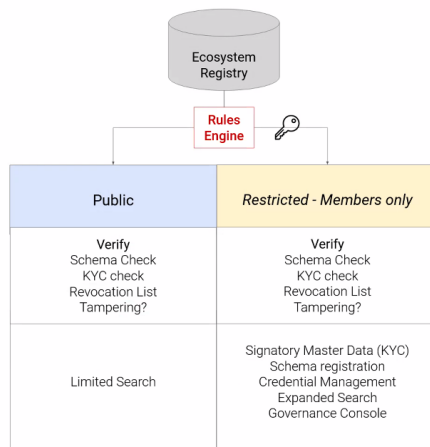 Ecosystem
Registry
Rules
Engine
Public
Restricted - Members only
Verify
Schema Check
KYC check
Revocation List
Tampering?
Verify
Schema Check
KYC check
Revocation List
Tampering?
Limited Search
Signatory Master Data (KYC)
Schema registration
Credential Management
Expanded Search
Governance Console